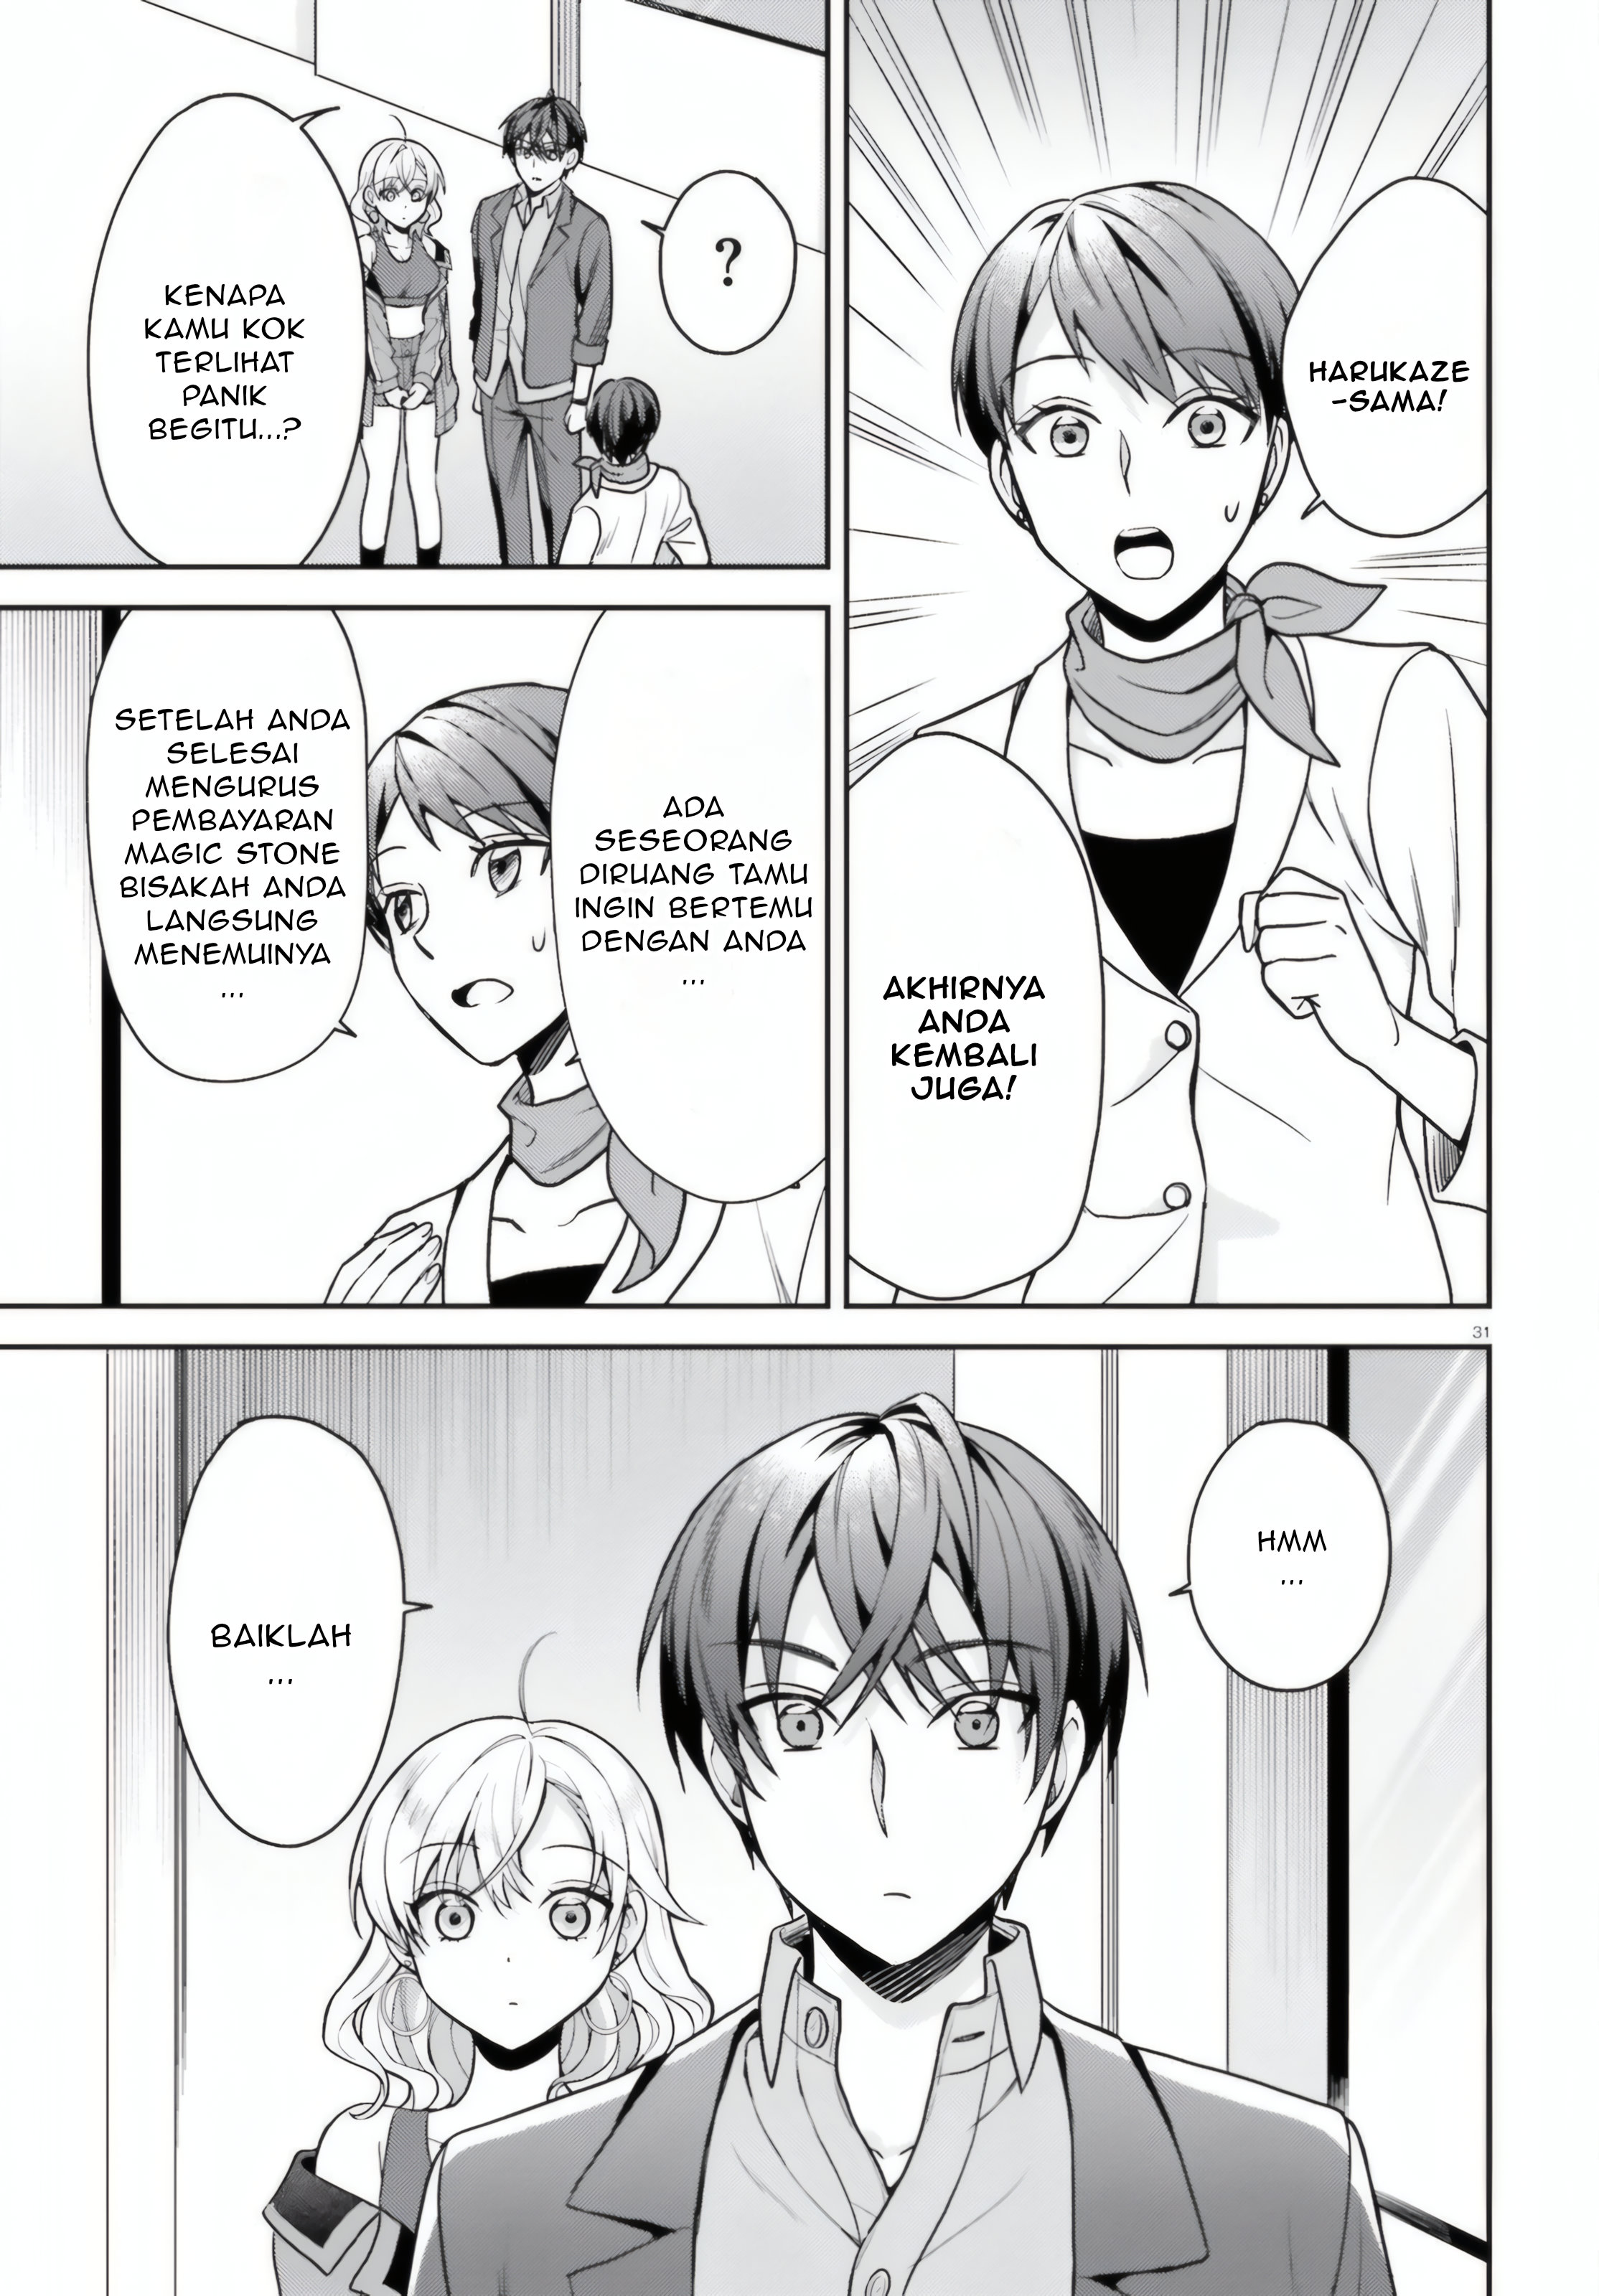 HARUKAZE
-SAMA!
AKHIRNYA
ANDA
KEMBALI
JUGA!
?
KENAPA
KAMU KOK
TERLIHAT
PANIK
BEGITU...?
ADA
SESEORANG
DIRUANG TAMU
INGIN BERTEMU
DENGAN ANDA
...
SETELAH ANDA
SELESAI
MENGURUS
PEMBAYARAN
MAGIC STONE
BISAKAH ANDA
LANGSUNG
MENEMUINYA
...
31
HMM
...
BAIKLAH
...